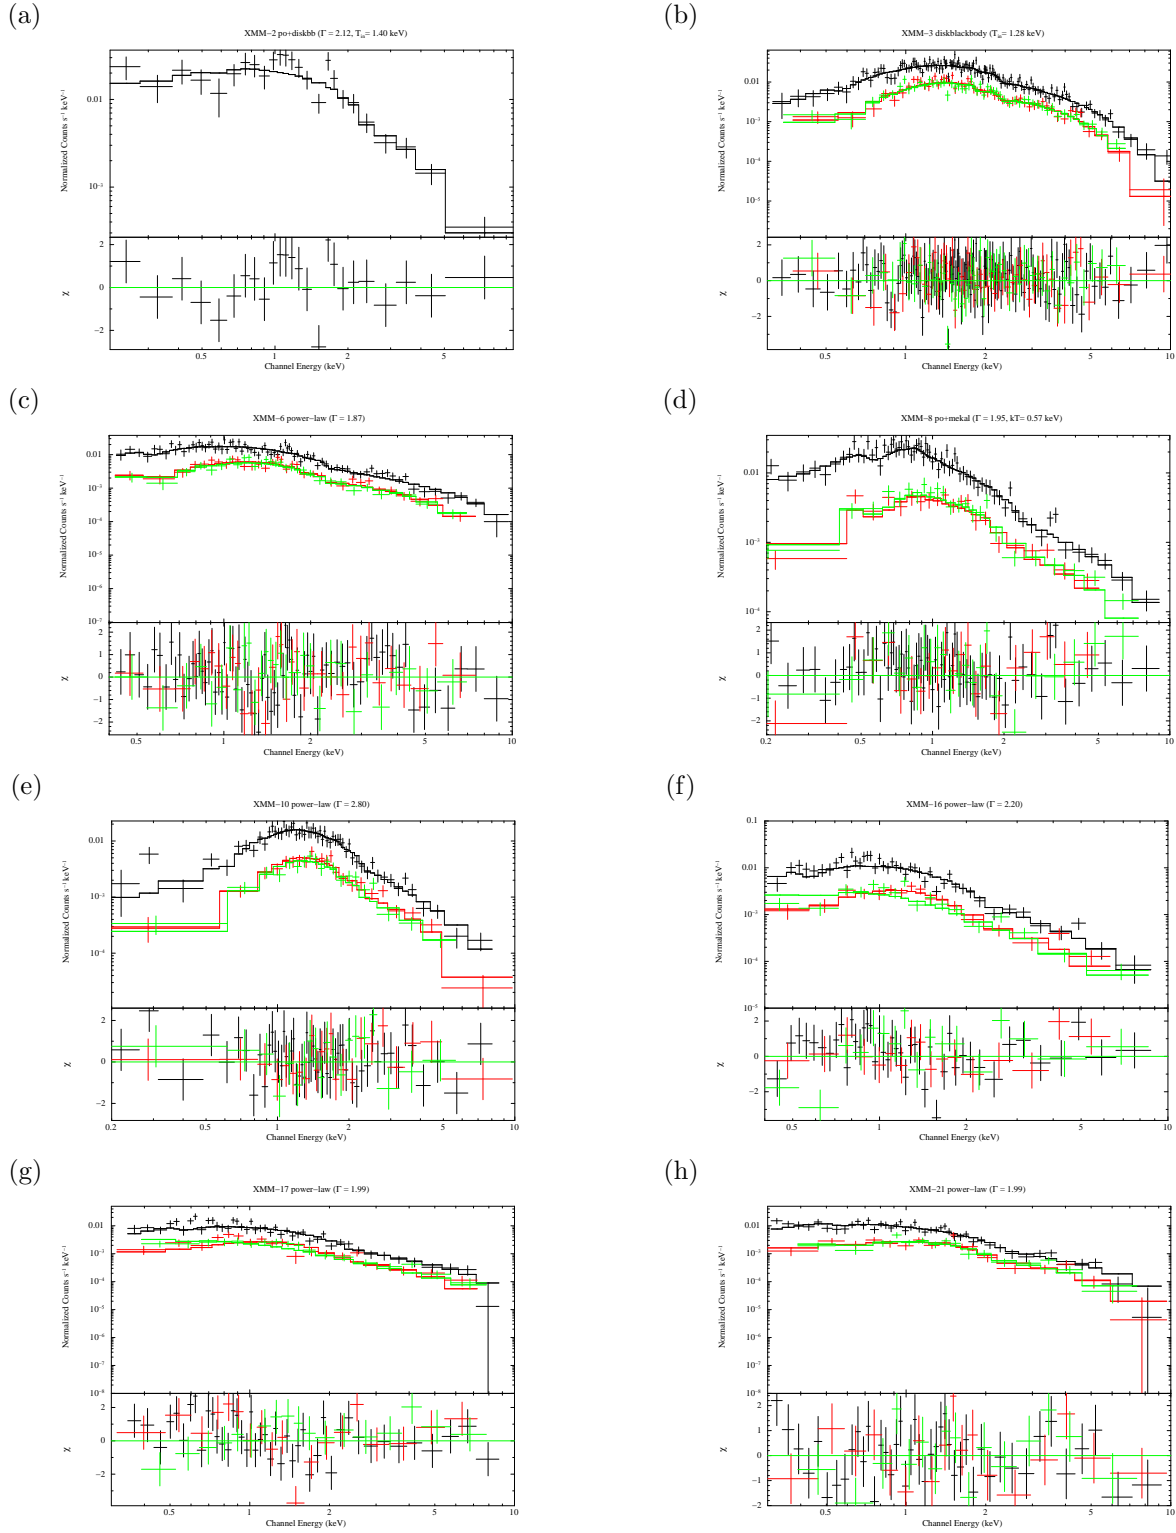 (a)
XMM−2 po+diskbb (Γ = 2.12, T_in= 1.40 keV)
Normalized Counts s⁻¹ keV⁻¹
0.01
10⁻³
2
0
−2
χ
0.5 1 2 5
Channel Energy (keV)
(b)
XMM−3 diskblackbody (T_in= 1.28 keV)
Normalized Counts s⁻¹ keV⁻¹
0.01
10⁻³
10⁻⁴
10⁻⁵
2
0
−2
χ
0.5 1 2 5 10
Channel Energy (keV)
(c)
XMM−6 power−law (Γ = 1.87)
Normalized Counts s⁻¹ keV⁻¹
0.01
10⁻³
10⁻⁴
10⁻⁵
10⁻⁶
10⁻⁷
2
1
0
−1
−2
χ
0.5 1 2 5 10
Channel Energy (keV)
(d)
XMM−8 po+mekal (Γ = 1.95, kT= 0.57 keV)
Normalized Counts s⁻¹ keV⁻¹
0.01
10⁻³
10⁻⁴
2
1
0
−1
−2
χ
0.2 0.5 1 2 5 10
Channel Energy (keV)
(e)
XMM−10 power−law (Γ = 2.80)
Normalized Counts s⁻¹ keV⁻¹
0.01
10⁻³
10⁻⁴
2
0
−2
χ
0.2 0.5 1 2 5 10
Channel Energy (keV)
(f)
XMM−16 power−law (Γ = 2.20)
Normalized Counts s⁻¹ keV⁻¹
0.1
0.01
10⁻³
10⁻⁴
10⁻⁵
2
0
−2
χ
0.5 1 2 5 10
Channel Energy (keV)
(g)
XMM−17 power−law (Γ = 1.99)
Normalized Counts s⁻¹ keV⁻¹
0.01
10⁻³
10⁻⁴
10⁻⁵
10⁻⁶
10⁻⁷
10⁻⁸
2
0
−2
χ
0.5 1 2 5 10
Channel Energy (keV)
(h)
XMM−21 power−law (Γ = 1.99)
Normalized Counts s⁻¹ keV⁻¹
0.01
10⁻³
10⁻⁴
10⁻⁵
10⁻⁶
10⁻⁷
10⁻⁸
2
1
0
−1
−2
χ
0.5 1 2 5 10
Channel Energy (keV)